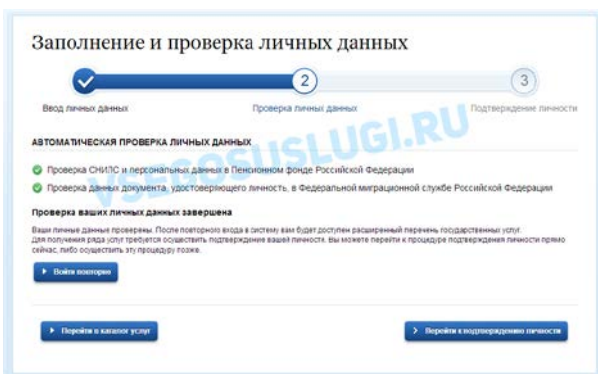 Заполнение и проверка личных данных
2
3
Ввод личных данных
Проверка личных данных
Подтверждение личности
VSEGOSUSLUGI.RU
АВТОМАТИЧЕСКАЯ ПРОВЕРКА ЛИЧНЫХ ДАННЫХ
Проверка СНИЛС и персональных данных в Пенсионном фонде Российской Федерации
Проверка данных документа, удостоверяющего личность, в Федеральной миграционной службе Российской Федерации
Проверка ваших личных данных завершена
Ваши личные данные проверены. После повторного входа в систему вам будет доступен расширенный перечень государственных услуг.
Для получения ряда услуг требуется осуществить подтверждение вашей личности. Вы можете перейти к процедуре подтверждения личности прямо
сейчас, либо осуществить эту процедуру позже.
Войти повторно
Перейти в каталог услуг
Перейти к подтверждению личности